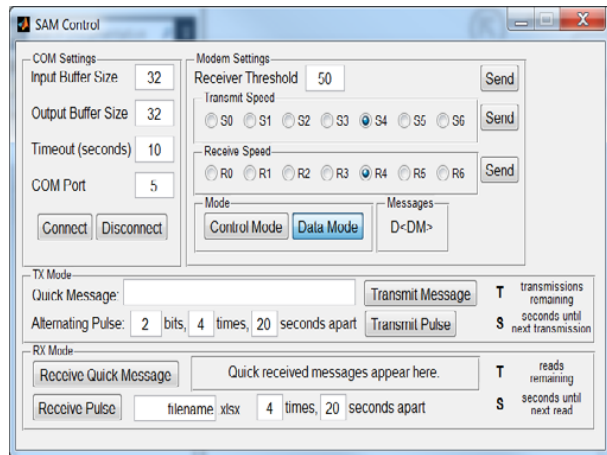 SAM Control
COM Settings
Input Buffer Size 32
Output Buffer Size 32
Timeout (seconds) 10
COM Port 5
Connect Disconnect
Modem Settings
Receiver Threshold 50 Send
Transmit Speed
S0 S1 S2 S3 S4 S5 S6 Send
Receive Speed
R0 R1 R2 R3 R4 R5 R6 Send
Mode
Control Mode Data Mode
Messages
D<DM>
TX Mode
Quick Message: Transmit Message T transmissions remaining
Alternating Pulse: 2 bits, 4 times, 20 seconds apart Transmit Pulse S seconds until next transmission
RX Mode
Receive Quick Message Quick received messages appear here. T reads remaining
Receive Pulse filename .xlsx 4 times, 20 seconds apart S seconds until next read